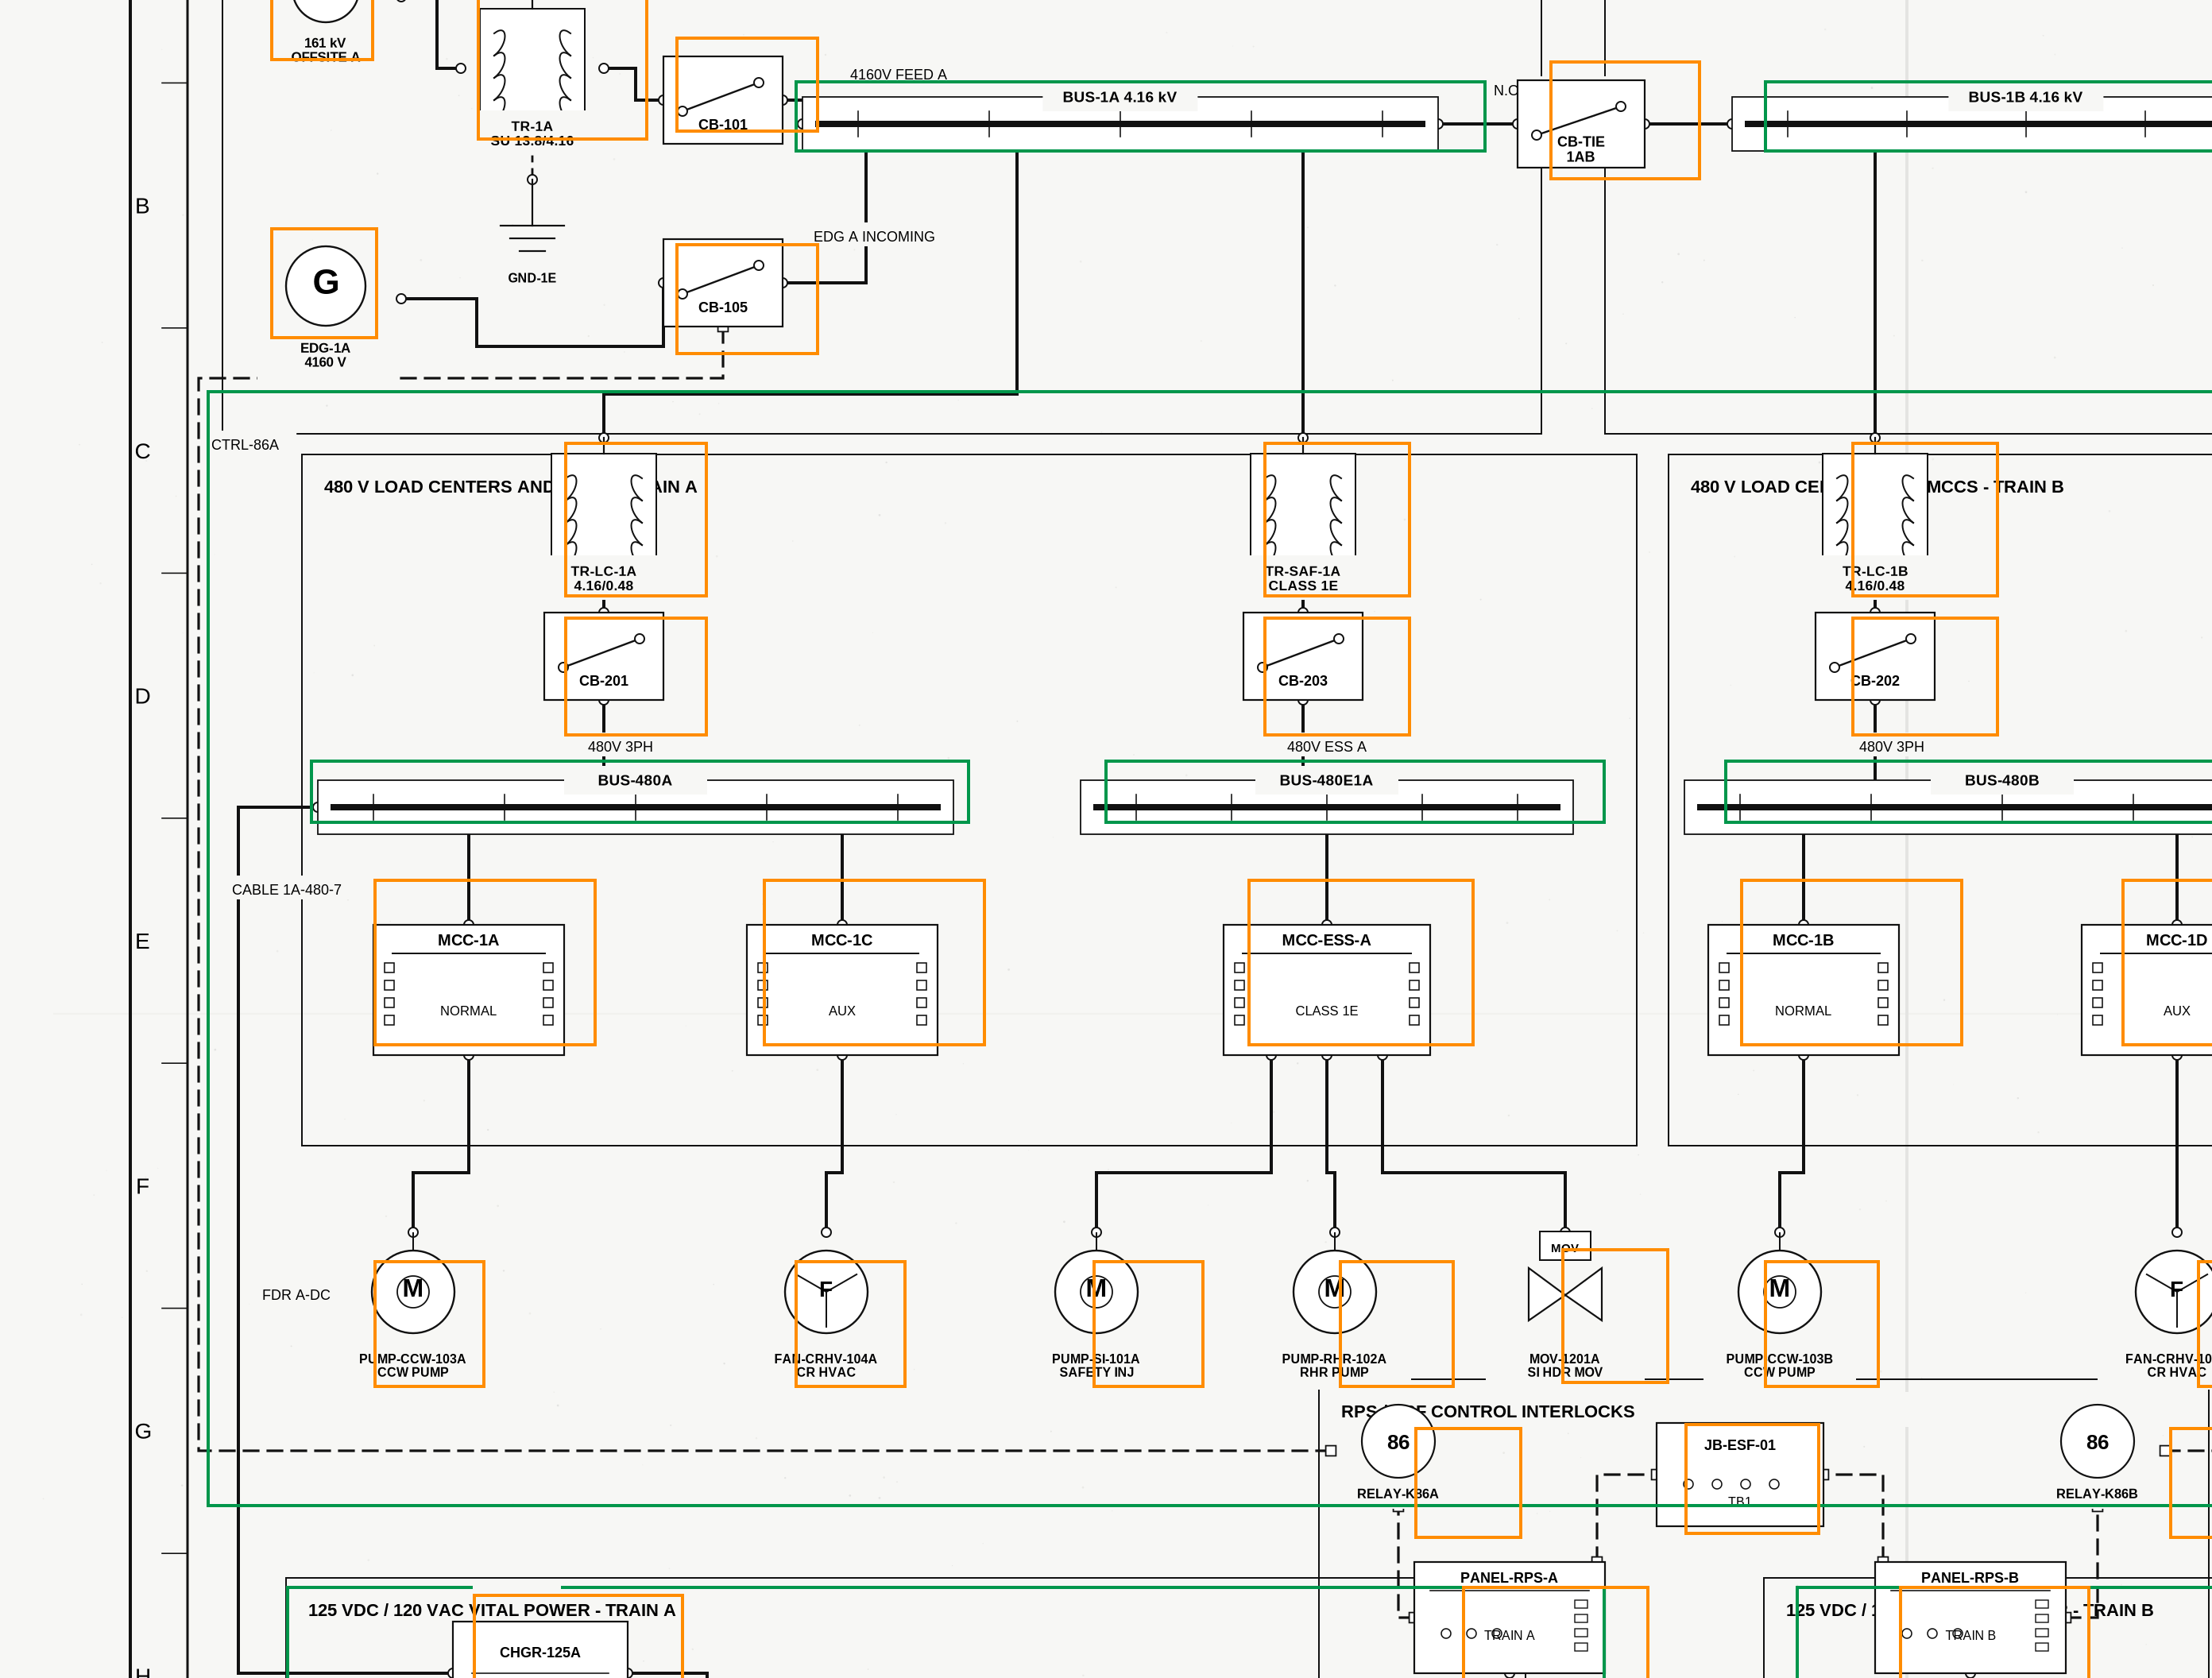 161 kV
OFFSITE A
TR-1A
SU 13.8/4.16
CB-101
4160V FEED A
BUS-1A 4.16 kV
CB-TIE
1AB
BUS-1B 4.16 kV
B
EDG A INCOMING
G
EDG-1A
4160 V
GND-1E
CB-105
C
CTRL-86A
480 V LOAD CENTERS AND
TRAIN A
480 V LOAD
MCCS - TRAIN B
TR-LC-1A
4.16/0.48
TR-SAF-1A
CLASS 1E
TR-LC-1B
4.16/0.48
D
CB-201
CB-203
CB-202
480V 3PH
480V ESS A
480V 3PH
BUS-480A
BUS-480E1A
BUS-480B
CABLE 1A-480-7
E
MCC-1A
NORMAL
MCC-1C
AUX
MCC-ESS-A
CLASS 1E
MCC-1B
NORMAL
MCC-1D
AUX
F
MOV
FDR A-DC
M
F
M
M
M
F
PUMP-CCW-103A
CCW PUMP
FAN-CRHV-104A
CR HVAC
PUMP-SI-101A
SAFETY INJ
PUMP-RHR-102A
RHR PUMP
MOV-1201A
SI HDR MOV
PUMP-CCW-103B
CCW PUMP
FAN-CRHV-10
CR HVAC
G
CONTROL INTERLOCKS
86
RELAY-K86A
JB-ESF-01
TB1
86
RELAY-K86B
H
125 VDC / 120 VAC VITAL POWER - TRAIN A
CHGR-125A
PANEL-RPS-A
TRAIN A
PANEL-RPS-B
TRAIN B
125 VDC /
- TRAIN B